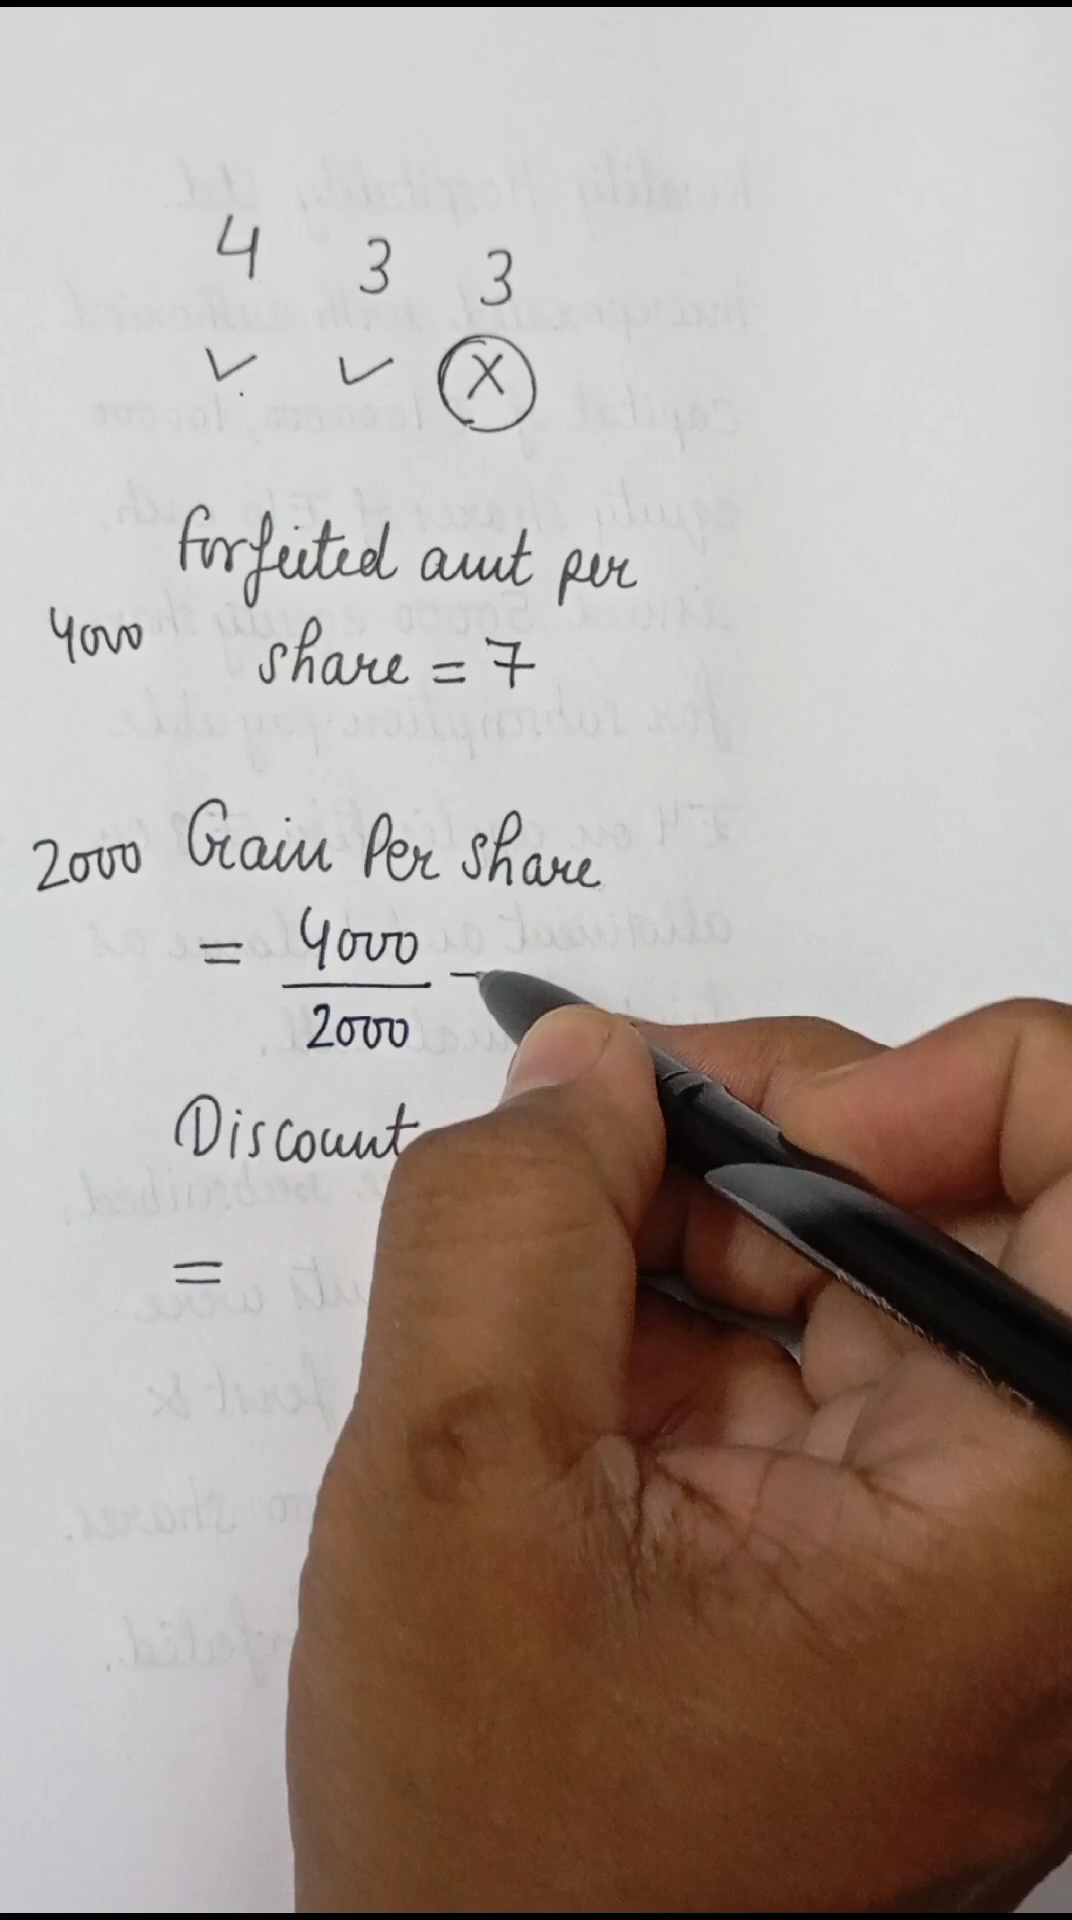 4 3 3
✓ ✓ X
Forfeited amt per
4000 share = 7
2000 Gain Per share
= 4000
2000
Discount
=